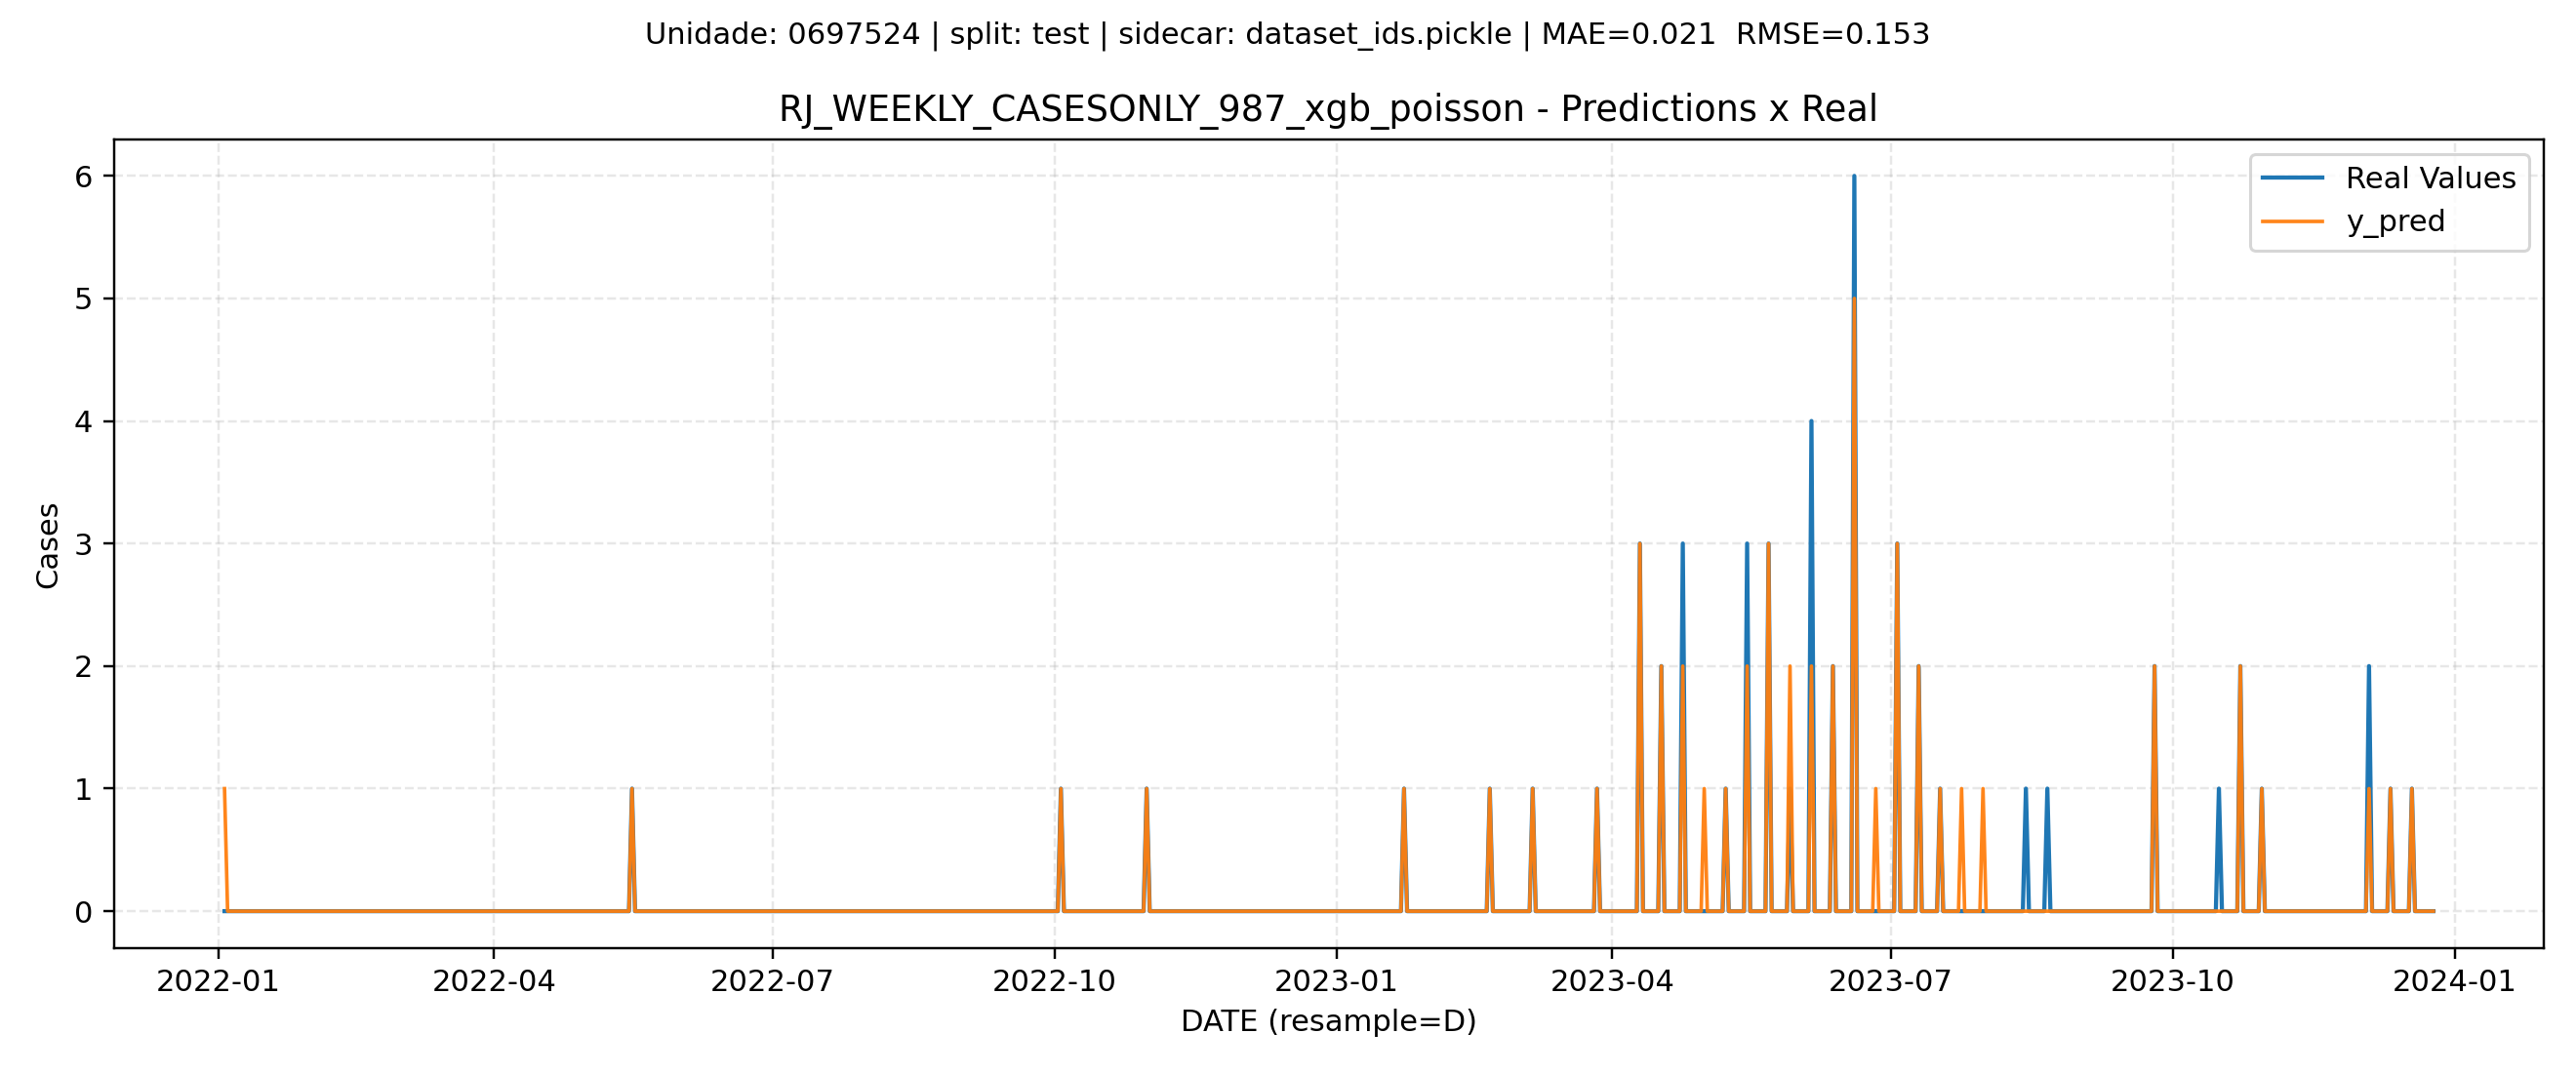 Unidade: 0697524 | split: test | sidecar: dataset_ids.pickle | MAE=0.021  RMSE=0.153
RJ_WEEKLY_CASESONLY_987_xgb_poisson - Predictions x Real
Real Values
y_pred
6
5
4
3
2
1
0
Cases
2022-01
2022-04
2022-07
2022-10
2023-01
2023-04
2023-07
2023-10
2024-01
DATE (resample=D)